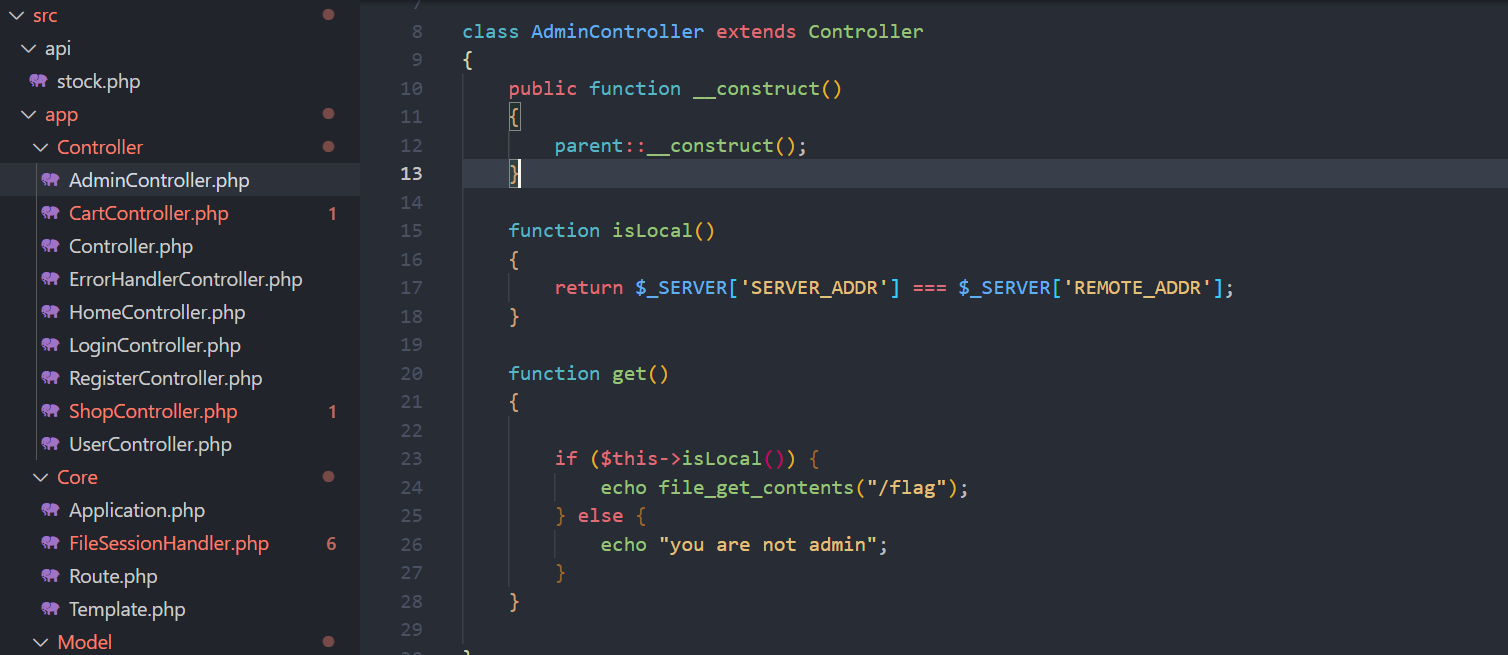 src
api
stock.php
app
Controller
AdminController.php
CartController.php 1
Controller.php
ErrorHandlerController.php
HomeController.php
LoginController.php
RegisterController.php
ShopController.php 1
UserController.php
Core
Application.php
FileSessionHandler.php 6
Route.php
Template.php
Model
7
8 class AdminController extends Controller
9 {
10 public function __construct()
11 {
12 parent::__construct();
13 }
14
15 function isLocal()
16 {
17 return $_SERVER['SERVER_ADDR'] === $_SERVER['REMOTE_ADDR'];
18 }
19
20 function get()
21 {
22
23 if ($this->isLocal()) {
24 echo file_get_contents("/flag");
25 } else {
26 echo "you are not admin";
27 }
28 }
29